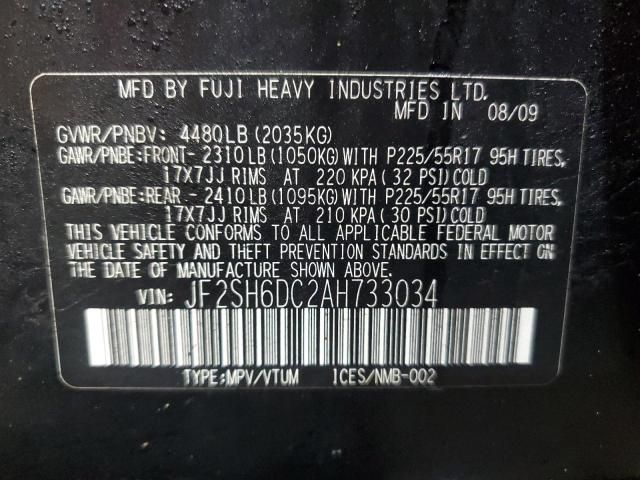 MFD BY FUJI HEAVY INDUSTRIES LTD.
MFD IN 08/09
GVWR/PNBV: 4480LB (2035KG)
GAWR/PNBE:FRONT- 2310LB (1050KG) WITH P225/55R17 95H TIRES,
17X7JJ RIMS AT 220 KPA (32 PSI) COLD
GAWR/PNBE:REAR - 2410LB (1095KG) WITH P225/55R17 95H TIRES,
17X7JJ RIMS AT 210 KPA (30 PSI) COLD
THIS VEHICLE CONFORMS TO ALL APPLICABLE FEDERAL MOTOR
VEHICLE SAFETY AND THEFT PREVENTION STANDARDS IN EFFECT ON
THE DATE OF MANUFACTURE SHOWN ABOVE.
VIN: JF2SH6DC2AH733034
TYPE:MPV/VTUM ICES/NMB-002